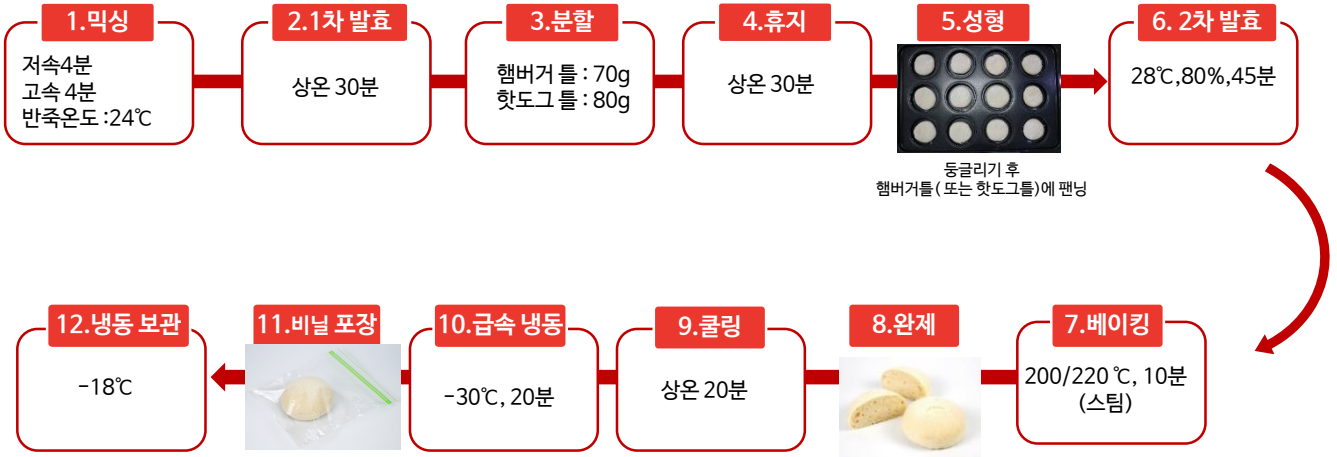 1.믹싱
저속4분
고속 4분
반죽온도 :24℃
2.1차 발효
상온 30분
3.분할
햄버거 틀 : 70g
핫도그 틀 : 80g
4.휴지
상온 30분
5.성형
둥글리기 후
햄버거틀( 또는 핫도그틀)에 팬닝
6. 2차 발효
28℃,80%,45분
7.베이킹
200/220 ℃, 10분
(스팀)
8.완제
9.쿨링
상온 20분
10.급속 냉동
-30℃, 20분
11.비닐 포장
12.냉동 보관
-18℃